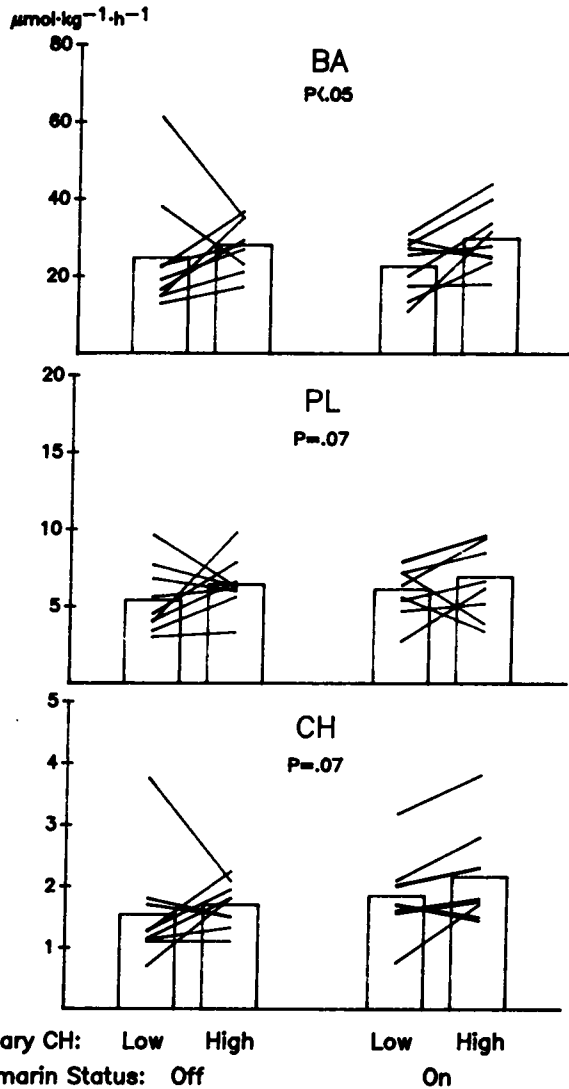 μmol·kg⁻¹·h⁻¹
80
BA
P<.05
60
40
20
20
PL
P=.07
15
10
5
5
CH
P=.07
4
3
2
1
ary CH: Low High Low High
marin Status: Off On